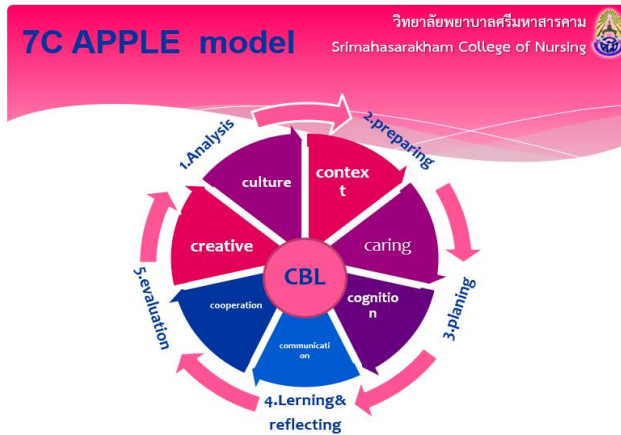 7C APPLE model
วิทยาลัยพยาบาลศรีมหาสารคาม
Srimahasarakham College of Nursing
1.Analysis
2.preparing
culture
contex
t
creative
caring
CBL
cooperation
cognitio
n
communicati
on
5.evaluation
3.planing
4.Lerning&
reflecting